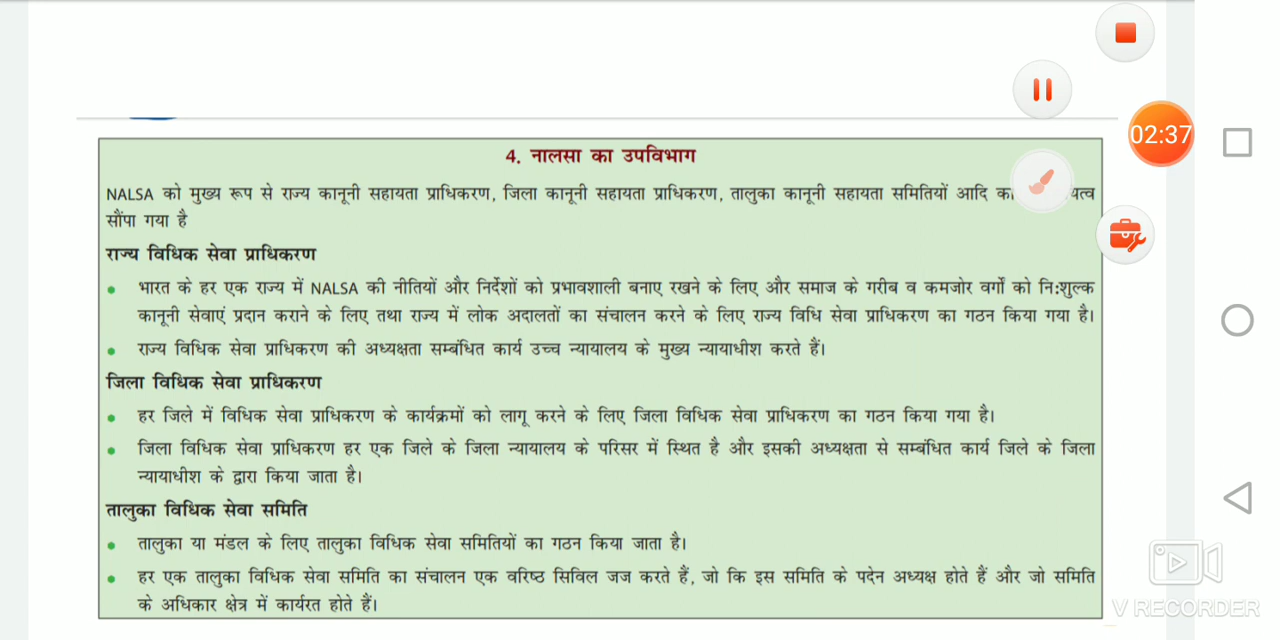 02:37
4. नालसा का उपविभाग
NALSA को मुख्य रूप से राज्य कानूनी सहायता प्राधिकरण, जिला कानूनी सहायता प्राधिकरण, तालुका कानूनी सहायता समितियों आदि का
सौंपा गया है
राज्य विधिक सेवा प्राधिकरण
• भारत के हर एक राज्य में NALSA की नीतियों और निर्देशों को प्रभावशाली बनाए रखने के लिए और समाज के गरीब व कमजोर वर्गों को नि:शुल्क
कानूनी सेवाएं प्रदान कराने के लिए तथा राज्य में लोक अदालतों का संचालन करने के लिए राज्य विधि सेवा प्राधिकरण का गठन किया गया है।
• राज्य विधिक सेवा प्राधिकरण की अध्यक्षता सम्बंधित कार्य उच्च न्यायालय के मुख्य न्यायाधीश करते हैं।
जिला विधिक सेवा प्राधिकरण
• हर जिले में विधिक सेवा प्राधिकरण के कार्यक्रमों को लागू करने के लिए जिला विधिक सेवा प्राधिकरण का गठन किया गया है।
• जिला विधिक सेवा प्राधिकरण हर एक जिले के जिला न्यायालय के परिसर में स्थित है और इसकी अध्यक्षता से सम्बंधित कार्य जिले के जिला
न्यायाधीश के द्वारा किया जाता है।
तालुका विधिक सेवा समिति
• तालुका या मंडल के लिए तालुका विधिक सेवा समितियों का गठन किया जाता है।
• हर एक तालुका विधिक सेवा समिति का संचालन एक वरिष्ठ सिविल जज करते हैं, जो कि इस समिति के पदेन अध्यक्ष होते हैं और जो समिति
के अधिकार क्षेत्र में कार्यरत होते हैं।
V RECORDER